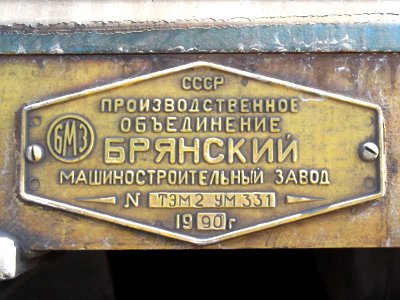 СССР
ПРОИЗВОДСТВЕННОЕ
ОБЪЕДИНЕНИЕ
БМЗ
БРЯНСКИЙ
МАШИНОСТРОИТЕЛЬНЫЙ ЗАВОД
N ТЭМ2 УМ 331
1990г